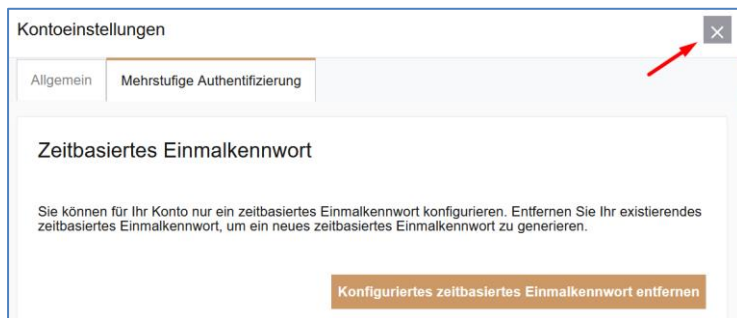 Kontoeinstellungen
Allgemein
Mehrstufige Authentifizierung
Zeitbasiertes Einmalkennwort
Sie können für Ihr Konto nur ein zeitbasiertes Einmalkennwort konfigurieren. Entfernen Sie Ihr existierendes
zeitbasiertes Einmalkennwort, um ein neues zeitbasiertes Einmalkennwort zu generieren.
Konfiguriertes zeitbasiertes Einmalkennwort entfernen